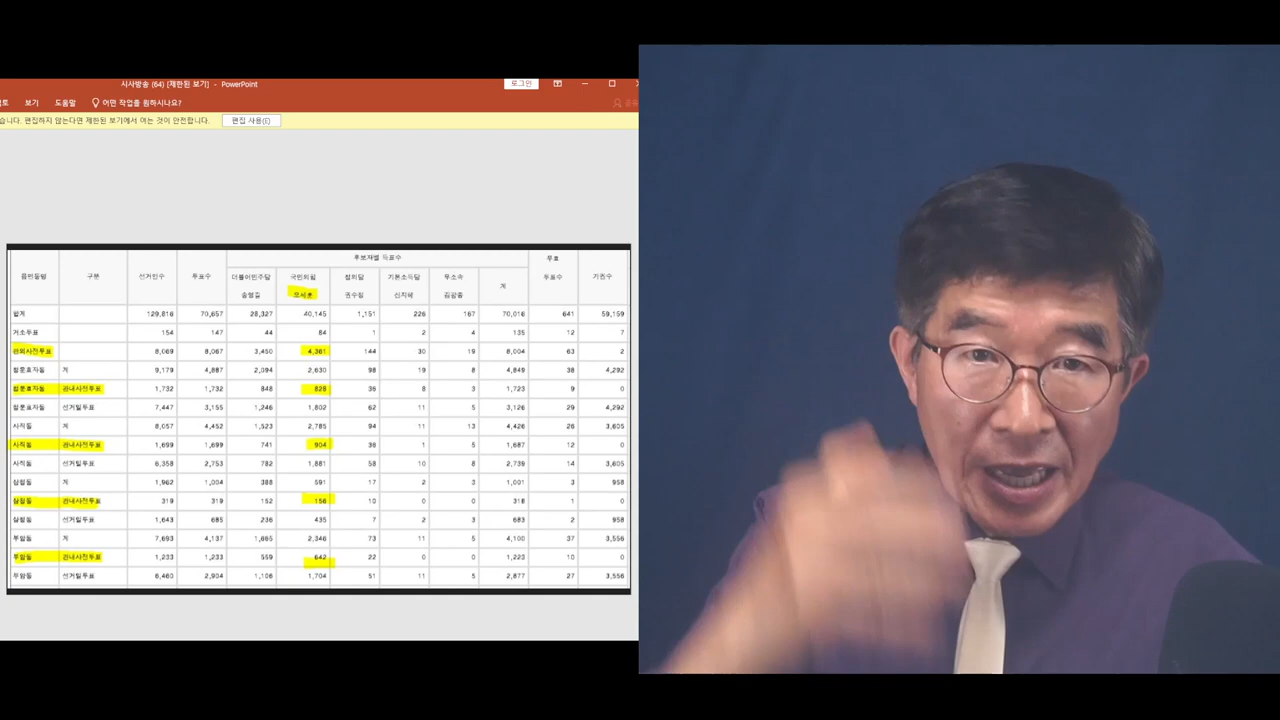 시사방송 (64) [제한된 보기] - PowerPoint
로그인
보기 도움말 어떤 작업을 원하시나요?
습니다. 편집하지 않는다면 제한된 보기에서 여는 것이 안전합니다. 편집 사용(E)
후보자별 득표수
읍면동명 구분 선거인수 투표수 더불어민주당 송영길 국민의힘 오세훈 정의당 권수정 기본소득당 신지혜 무소속 김광종 계 무효 투표수 기권수
합계 129,816 70,657 28,327 40,145 1,151 226 167 70,016 641 59,159
거소투표 154 147 44 84 1 2 4 135 12 7
관외사전투표 8,069 8,067 3,450 4,361 144 30 19 8,004 63 2
청운효자동 계 9,179 4,887 2,094 2,630 98 19 8 4,849 38 4,292
청운효자동 관내사전투표 1,732 1,732 848 828 36 8 3 1,723 9 0
청운효자동 선거일투표 7,447 3,155 1,246 1,802 62 11 5 3,126 29 4,292
사직동 계 8,057 4,452 1,523 2,785 94 11 13 4,426 26 3,605
사직동 관내사전투표 1,699 1,699 741 904 36 1 5 1,687 12 0
사직동 선거일투표 6,358 2,753 782 1,881 58 10 8 2,739 14 3,605
삼청동 계 1,962 1,004 388 591 17 2 3 1,001 3 958
삼청동 관내사전투표 319 319 152 156 10 0 0 318 1 0
삼청동 선거일투표 1,643 685 236 435 7 2 3 683 2 958
부암동 계 7,693 4,137 1,665 2,346 73 11 5 4,100 37 3,556
부암동 관내사전투표 1,233 1,233 559 642 22 0 0 1,223 10 0
부암동 선거일투표 6,460 2,904 1,106 1,704 51 11 5 2,877 27 3,556